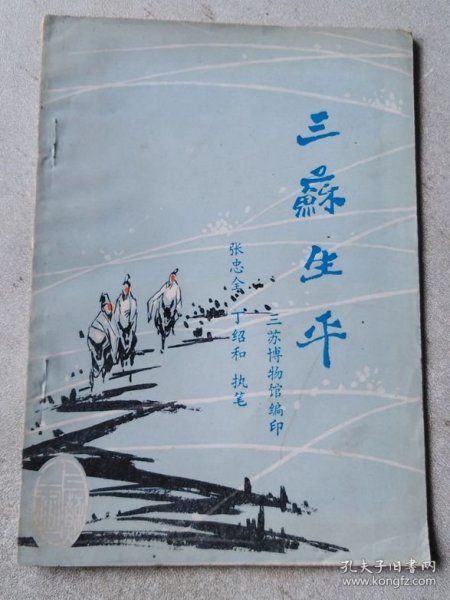 三蘇生平
三苏博物馆编印
张忠全 丁绍和 执笔
孔夫子旧书网
www.kongfz.com